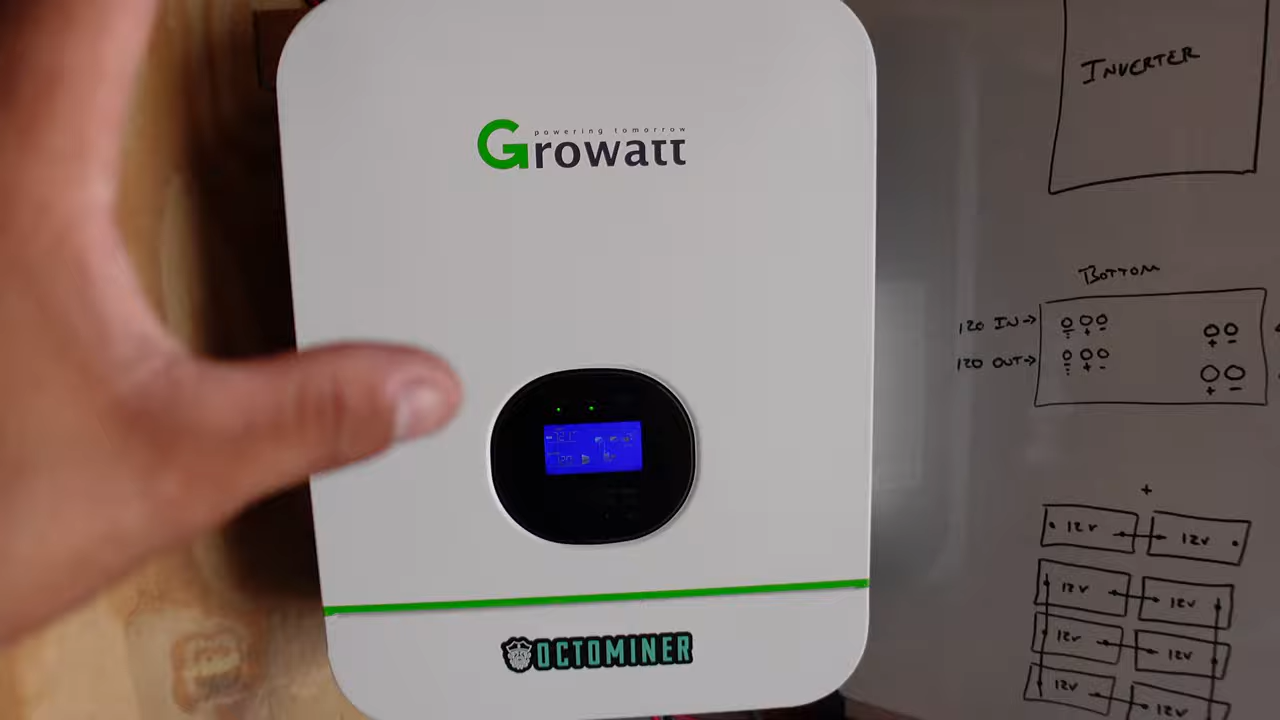 powering tomorrow
Growatt
OCTOMINER
INVERTER
BOTTOM
120 IN→
120 OUT→
+
12V 12V
12V 12V
12V 12V
12V 12V